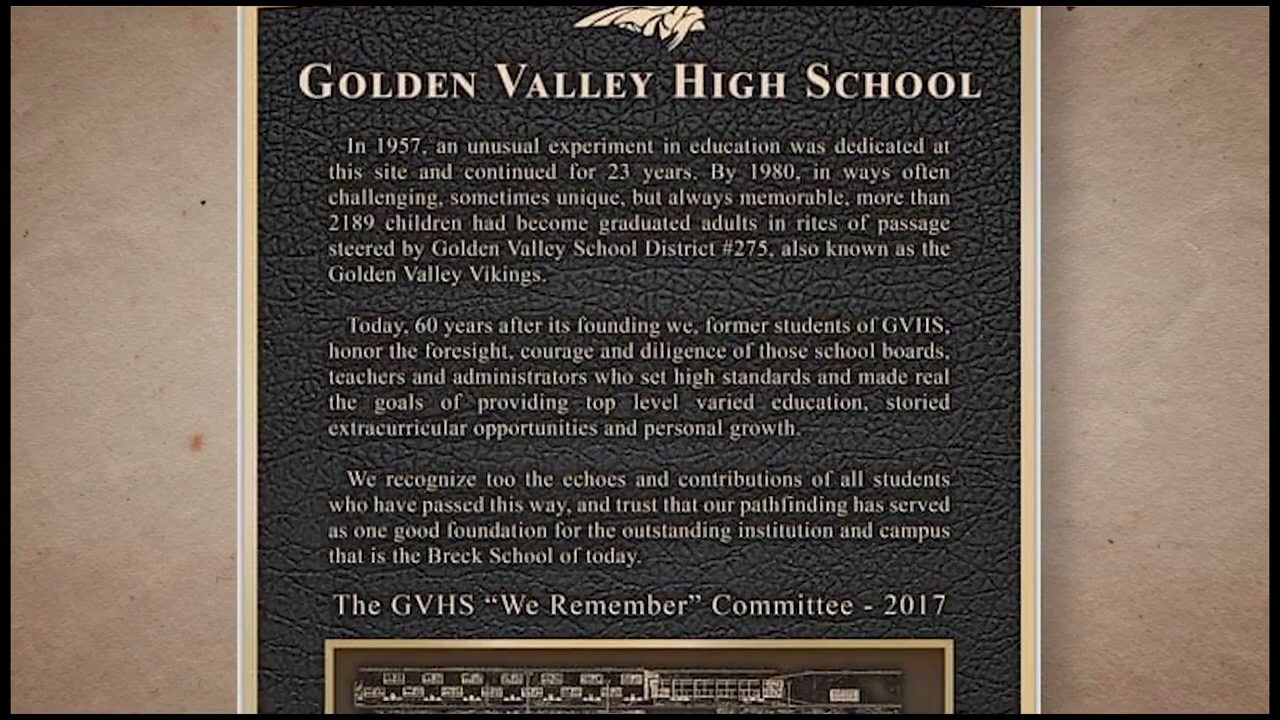 GOLDEN VALLEY HIGH SCHOOL
In 1957, an unusual experiment in education was dedicated at
this site and continued for 23 years. By 1980, in ways often
challenging, sometimes unique, but always memorable, more than
2189 children had become graduated adults in rites of passage
steered by Golden Valley School District #275, also known as the
Golden Valley Vikings.
Today, 60 years after its founding we, former students of GVHS,
honor the foresight, courage and diligence of those school boards,
teachers and administrators who set high standards and made real
the goals of providing top level varied education, storied
extracurricular opportunities and personal growth.
We recognize too the echoes and contributions of all students
who have passed this way, and trust that our pathfinding has served
as one good foundation for the outstanding institution and campus
that is the Breck School of today.
The GVHS “We Remember” Committee - 2017